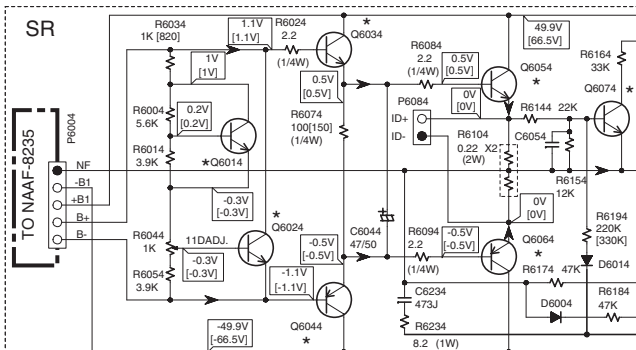 SR
R6034
1K [820]
1.1V
[1.1V]
R6024
2.2
(1/4W)
*
Q6034
49.9V
[66.5V]
R6084
2.2
(1/4W)
0.5V
[0.5V]
Q6054
*
R6164
33K
Q6074
*
1V
[1V]
0.5V
[0.5V]
0V
[0V]
P6084
ID+
ID-
R6144
22K
R6004
5.6K
0.2V
[0.2V]
R6074
100[150]
(1/4W)
R6104
0.22
(2W)
X2
C6054
R6014
3.9K
*Q6014
R6154
12K
TO NAAF-8235
P6004
NF
-B1
+B1
B+
B-
-0.3V
[-0.3V]
0V
[0V]
R6044
1K
11DADJ.
-0.3V
[-0.3V]
*
Q6024
-0.5V
[-0.5V]
C6044
47/50
R6094
2.2
(1/4W)
-0.5V
[-0.5V]
*
Q6064
R6194
220K
[330K]
R6054
3.9K
-1.1V
[-1.1V]
R6174
47K
D6014
C6234
473J
D6004
R6184
47K
-49.9V
[-66.5V]
Q6044
*
R6234
8.2 (1W)